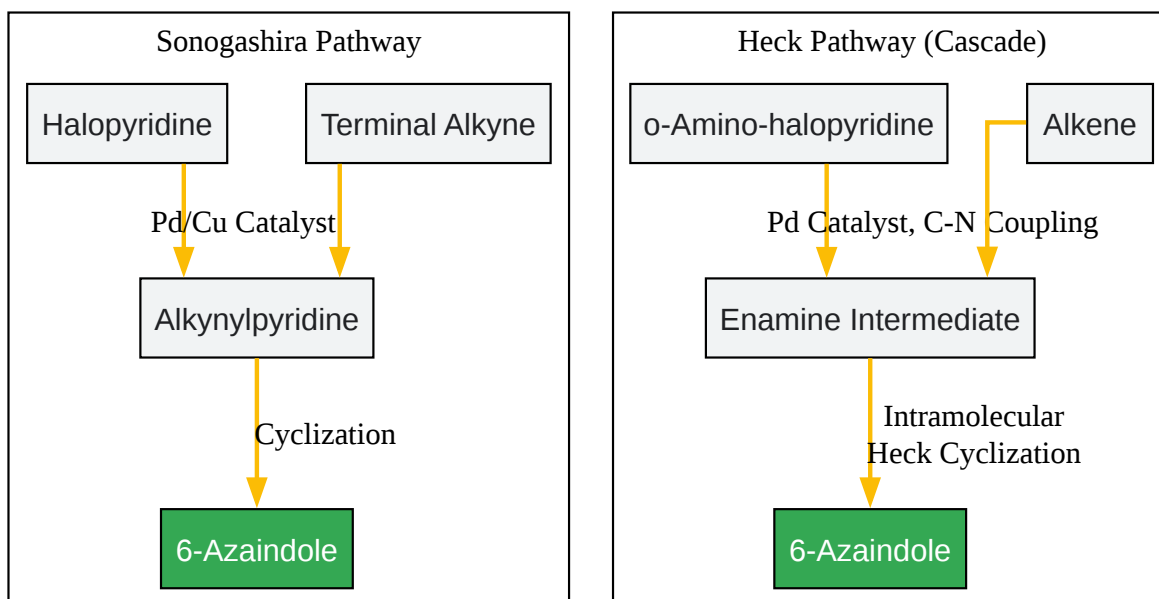 Sonogashira Pathway
Halopyridine
Terminal Alkyne
Pd/Cu Catalyst
Alkynylpyridine
Cyclization
6-Azaindole
Heck Pathway (Cascade)
o-Amino-halopyridine
Alkene
Pd Catalyst, C-N Coupling
Enamine Intermediate
Intramolecular
Heck Cyclization
6-Azaindole